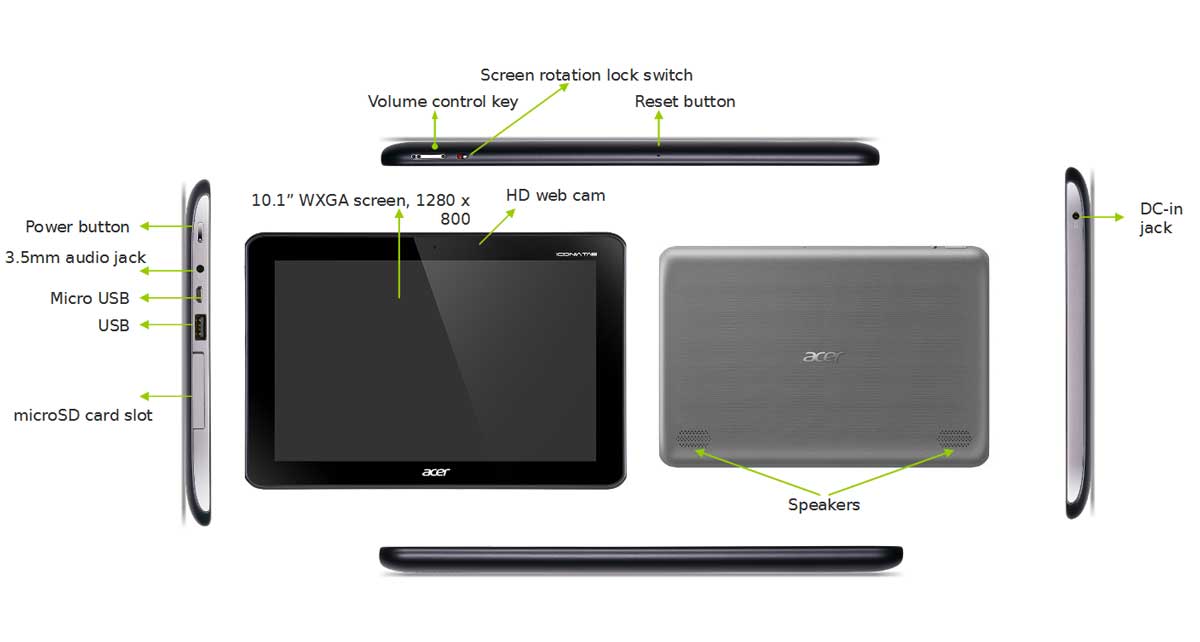 Screen rotation lock switch
Volume control key
Reset button
10.1” WXGA screen, 1280 x
800
HD web cam
Power button
3.5mm audio jack
Micro USB
USB
microSD card slot
DC-in
jack
ICONIA TAB
acer
acer
Speakers